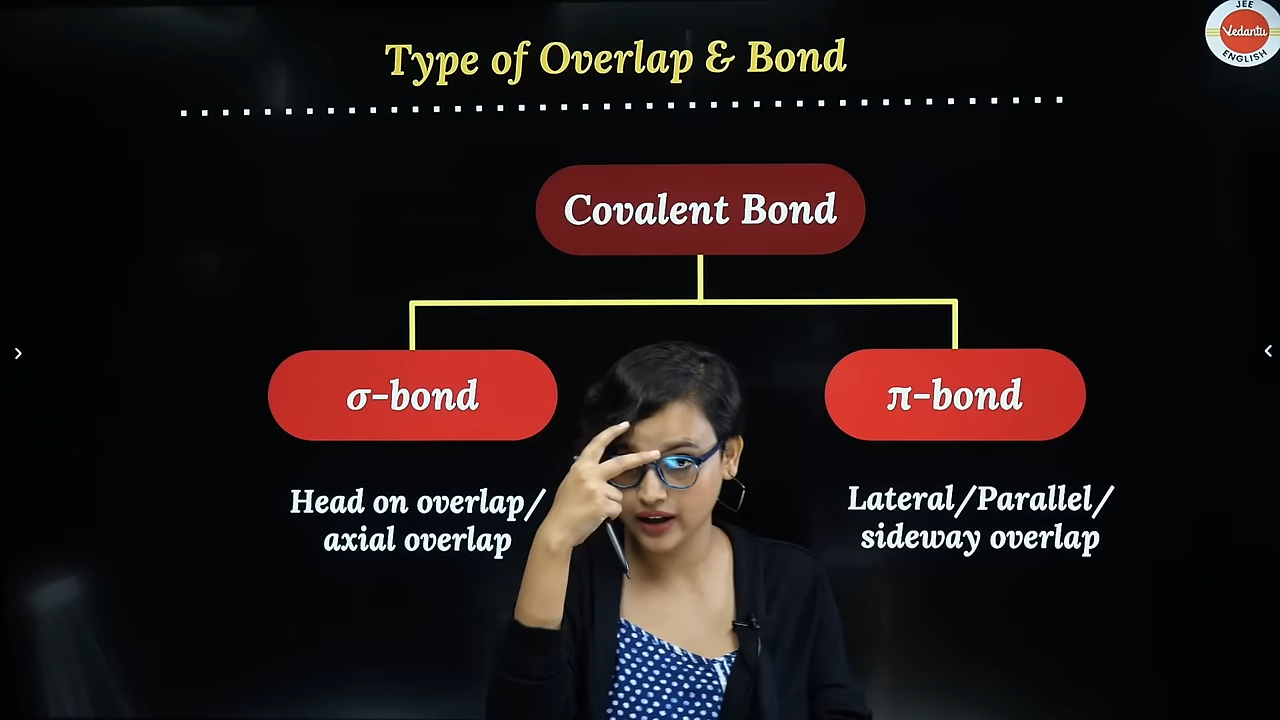 Type of Overlap & Bond
JEE
Vedantu
ENGLISH
Covalent Bond
σ-bond
π-bond
Head on overlap/
axial overlap
Lateral/Parallel/
sideway overlap